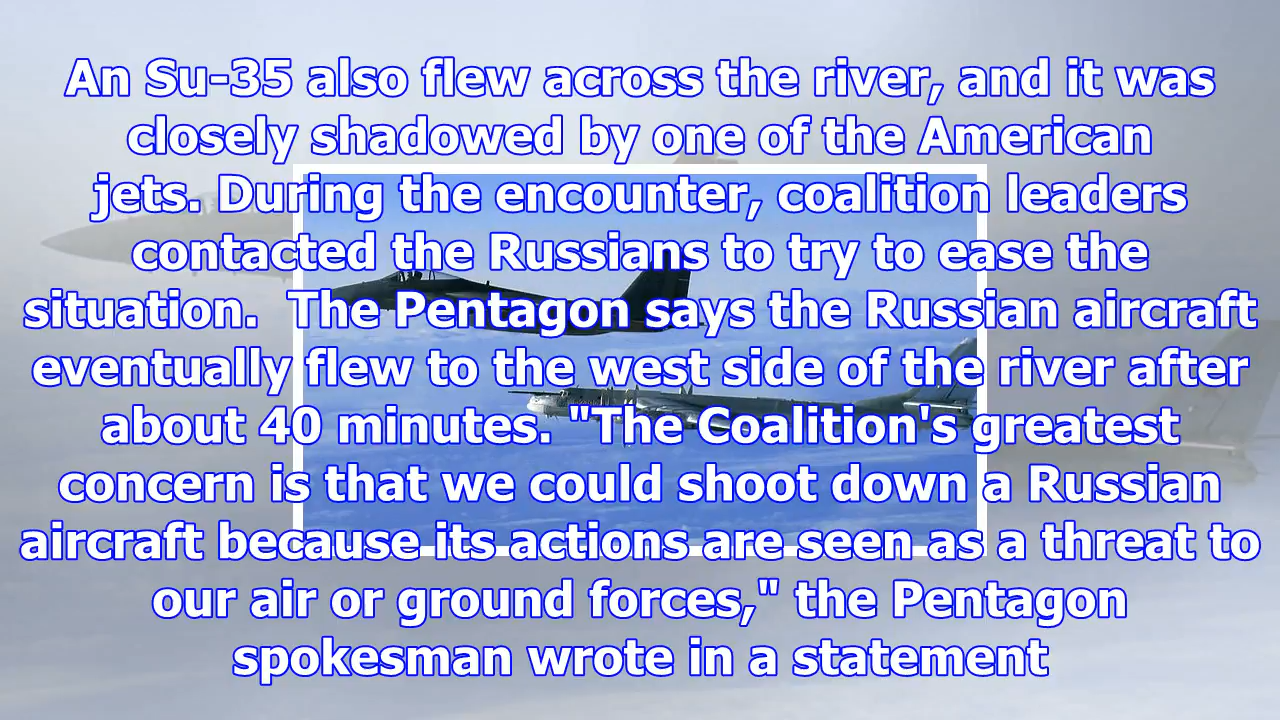 An Su-35 also flew across the river, and it was
closely shadowed by one of the American
jets. During the encounter, coalition leaders
contacted the Russians to try to ease the
situation.  The Pentagon says the Russian aircraft
eventually flew to the west side of the river after
about 40 minutes. "The Coalition's greatest
concern is that we could shoot down a Russian
aircraft because its actions are seen as a threat to
our air or ground forces," the Pentagon
spokesman wrote in a statement